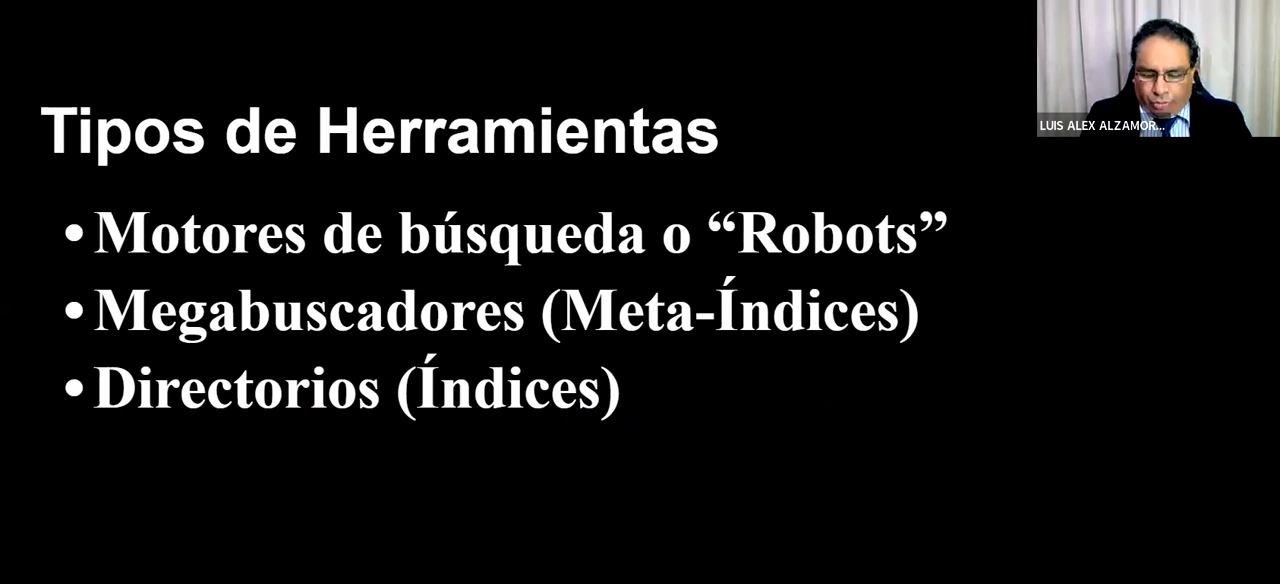 Tipos de Herramientas
• Motores de búsqueda o “Robots”
• Megabuscadores (Meta-Índices)
• Directorios (Índices)
LUIS ALEX ALZAMOR...